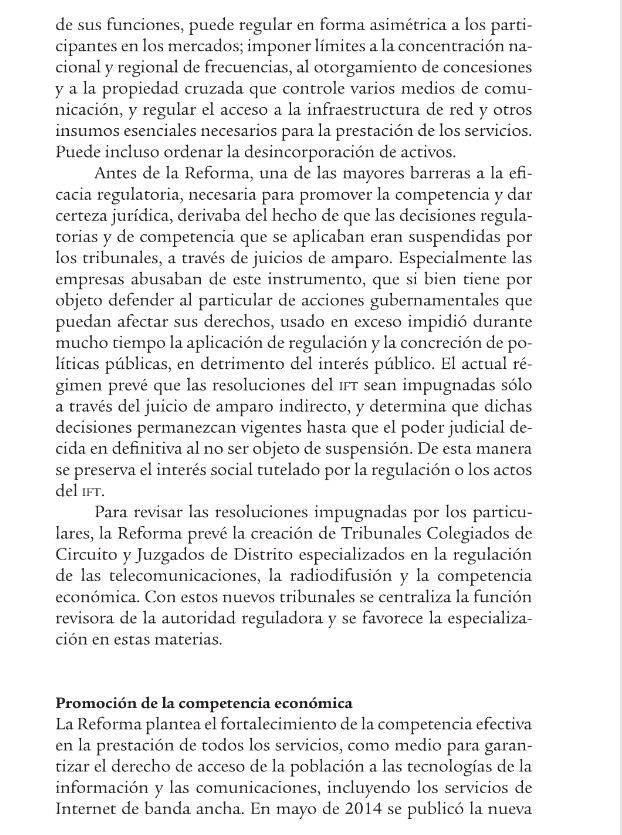 de sus funciones, puede regular en forma asimétrica a los parti-
cipantes en los mercados; imponer límites a la concentración na-
cional y regional de frecuencias, al otorgamiento de concesiones
y a la propiedad cruzada que controle varios medios de comu-
nicación, y regular el acceso a la infraestructura de red y otros
insumos esenciales necesarios para la prestación de los servicios.
Puede incluso ordenar la desincorporación de activos.
Antes de la Reforma, una de las mayores barreras a la efi-
cacia regulatoria, necesaria para promover la competencia y dar
certeza jurídica, derivaba del hecho de que las decisiones regula-
torias y de competencia que se aplicaban eran suspendidas por
los tribunales, a través de juicios de amparo. Especialmente las
empresas abusaban de este instrumento, que si bien tiene por
objeto defender al particular de acciones gubernamentales que
puedan afectar sus derechos, usado en exceso impidió durante
mucho tiempo la aplicación de regulación y la concreción de po-
líticas públicas, en detrimento del interés público. El actual ré-
gimen prevé que las resoluciones del IFT sean impugnadas sólo
a través del juicio de amparo indirecto, y determina que dichas
decisiones permanezcan vigentes hasta que el poder judicial de-
cida en definitiva al no ser objeto de suspensión. De esta manera
se preserva el interés social tutelado por la regulación o los actos
del IFT.
Para revisar las resoluciones impugnadas por los particu-
lares, la Reforma prevé la creación de Tribunales Colegiados de
Circuito y Juzgados de Distrito especializados en la regulación
de las telecomunicaciones, la radiodifusión y la competencia
económica. Con estos nuevos tribunales se centraliza la función
revisora de la autoridad reguladora y se favorece la especializa-
ción en estas materias.
Promoción de la competencia económica
La Reforma plantea el fortalecimiento de la competencia efectiva
en la prestación de todos los servicios, como medio para garan-
tizar el derecho de acceso de la población a las tecnologías de la
información y las comunicaciones, incluyendo los servicios de
Internet de banda ancha. En mayo de 2014 se publicó la nueva